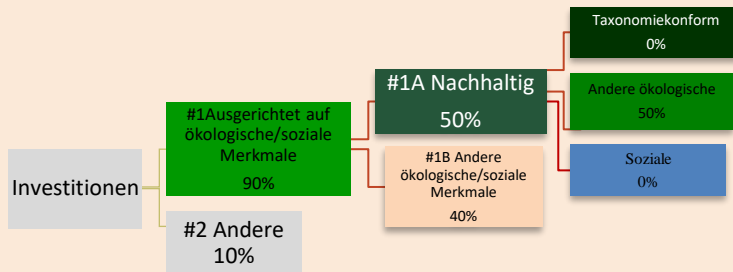 Investitionen
#1Ausgerichtet auf
ökologische/soziale
Merkmale
90%
#2 Andere
10%
#1A Nachhaltig
50%
#1B Andere
ökologische/soziale
Merkmale
40%
Taxonomiekonform
0%
Andere ökologische
50%
Soziale
0%